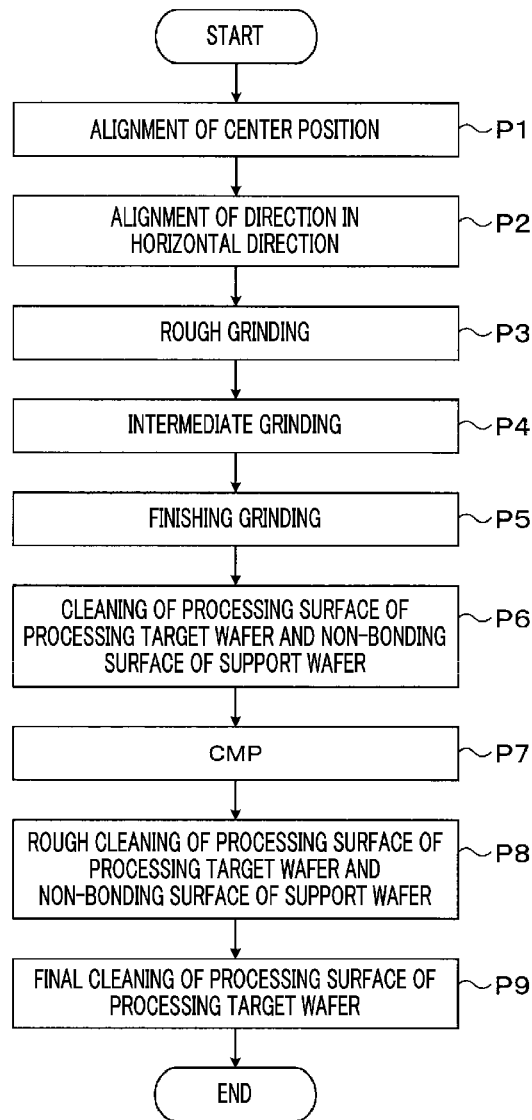 START
ALIGNMENT OF CENTER POSITION
P1
ALIGNMENT OF DIRECTION IN
HORIZONTAL DIRECTION
P2
ROUGH GRINDING
P3
INTERMEDIATE GRINDING
P4
FINISHING GRINDING
P5
CLEANING OF PROCESSING SURFACE OF
PROCESSING TARGET WAFER AND NON-BONDING
SURFACE OF SUPPORT WAFER
P6
CMP
P7
ROUGH CLEANING OF PROCESSING SURFACE OF
PROCESSING TARGET WAFER AND
NON-BONDING SURFACE OF SUPPORT WAFER
P8
FINAL CLEANING OF PROCESSING SURFACE OF
PROCESSING TARGET WAFER
P9
END